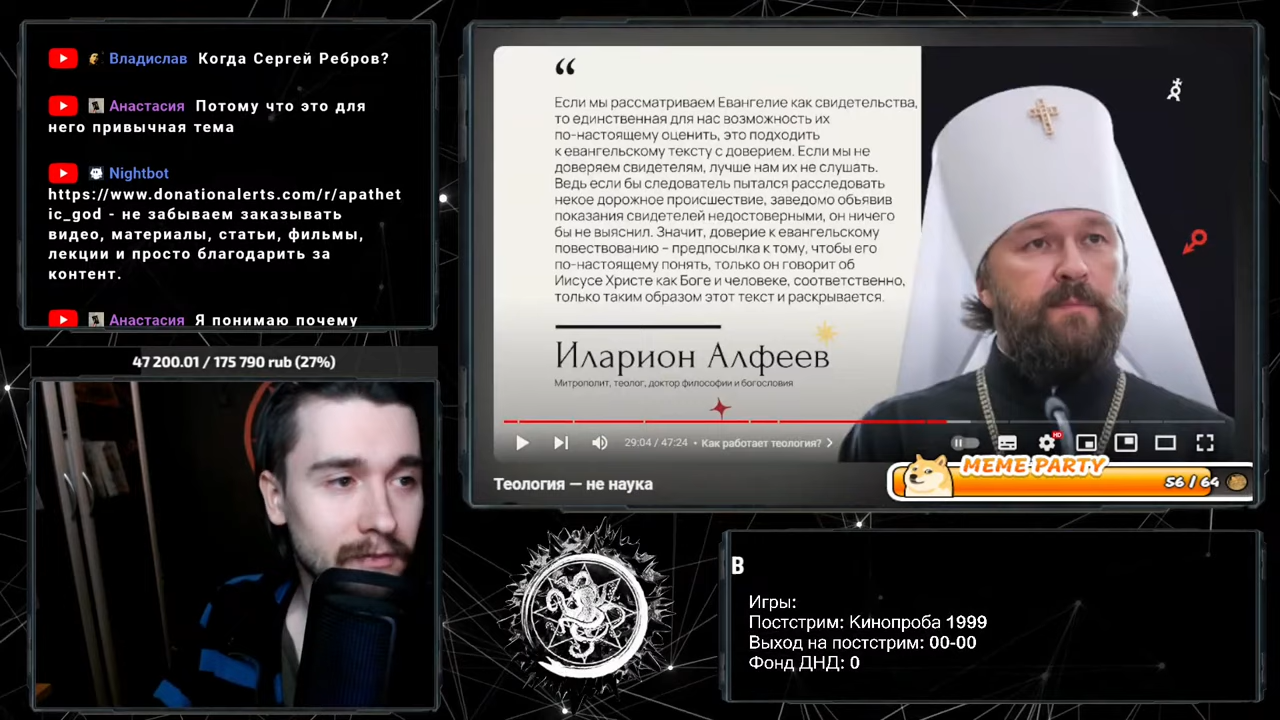 Владислав Когда Сергей Ребров?
Анастасия Потому что это для
него привычная тема
Nightbot
https://www.donationalerts.com/r/apathet
ic_god - не забываем заказывать
видео, материалы, статьи, фильмы,
лекции и просто благодарить за
контент.
Анастасия Я понимаю почему
47 200.01 / 175 790 rub (27%)
“
Если мы рассматриваем Евангелие как свидетельства,
то единственная для нас возможность их
по-настоящему оценить, это подходить
к евангельскому тексту с доверием. Если мы не
доверяем свидетелям, лучше нам их не слушать.
Ведь если бы следователь пытался расследовать
некое дорожное происшествие, заведомо объявив
показания свидетелей недостоверными, он ничего
бы не выяснил. Значит, доверие к евангельскому
повествованию – предпосылка к тому, чтобы его
по-настоящему понять, только он говорит об
Иисусе Христе как Боге и человеке, соответственно,
только таким образом этот текст и раскрывается.
Иларион Алфеев
Митрополит, теолог, доктор философии и богословия
29:04 / 47:24 • Как работает теология?
HD
Теология — не наука
MEME PARTY
56 / 64
В
Игры:
Постстрим: Кинопроба 1999
Выход на постстрим: 00-00
Фонд ДНД: 0